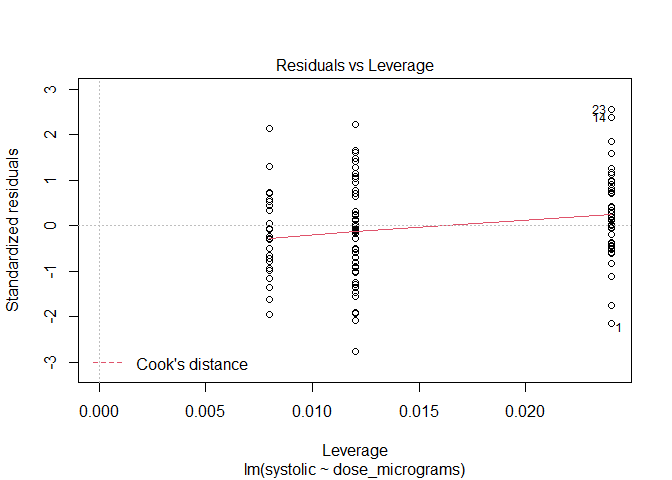 Residuals vs Leverage
3
2
1
0
-1
-2
-3
Standardized residuals
23
14
1
Cook's distance
0.000 0.005 0.010 0.015 0.020
Leverage
lm(systolic ~ dose_micrograms)